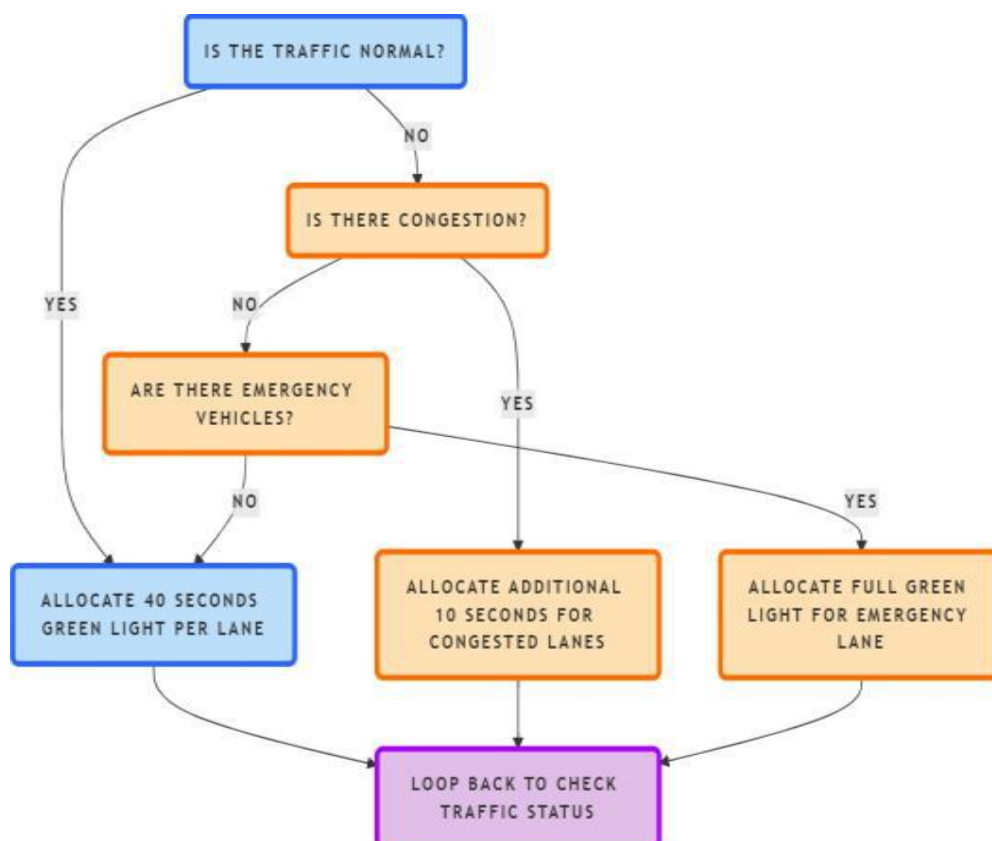 IS THE TRAFFIC NORMAL?
NO
IS THERE CONGESTION?
YES
NO
ARE THERE EMERGENCY
VEHICLES?
YES
NO
YES
ALLOCATE 40 SECONDS
GREEN LIGHT PER LANE
ALLOCATE ADDITIONAL
10 SECONDS FOR
CONGESTED LANES
ALLOCATE FULL GREEN
LIGHT FOR EMERGENCY
LANE
LOOP BACK TO CHECK
TRAFFIC STATUS